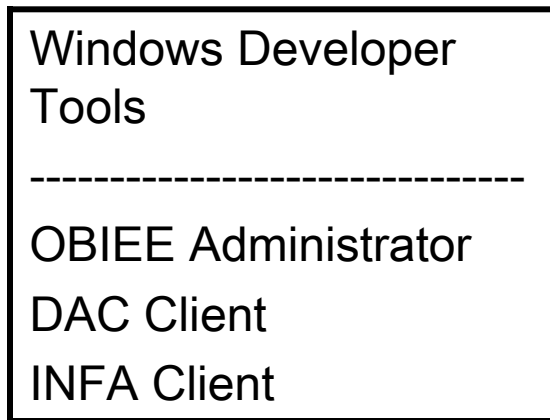 Windows Developer
Tools
-------------------------------
OBIEE Administrator
DAC Client
INFA Client